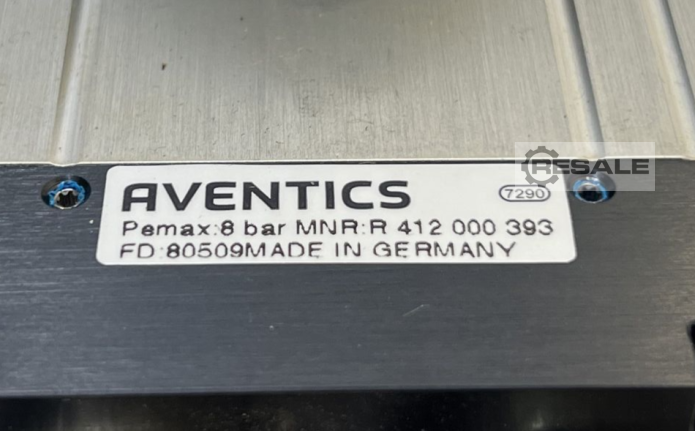 RESALE
AVENTICS
7290
Pemax:8 bar MNR:R 412 000 393
FD:80509MADE IN GERMANY